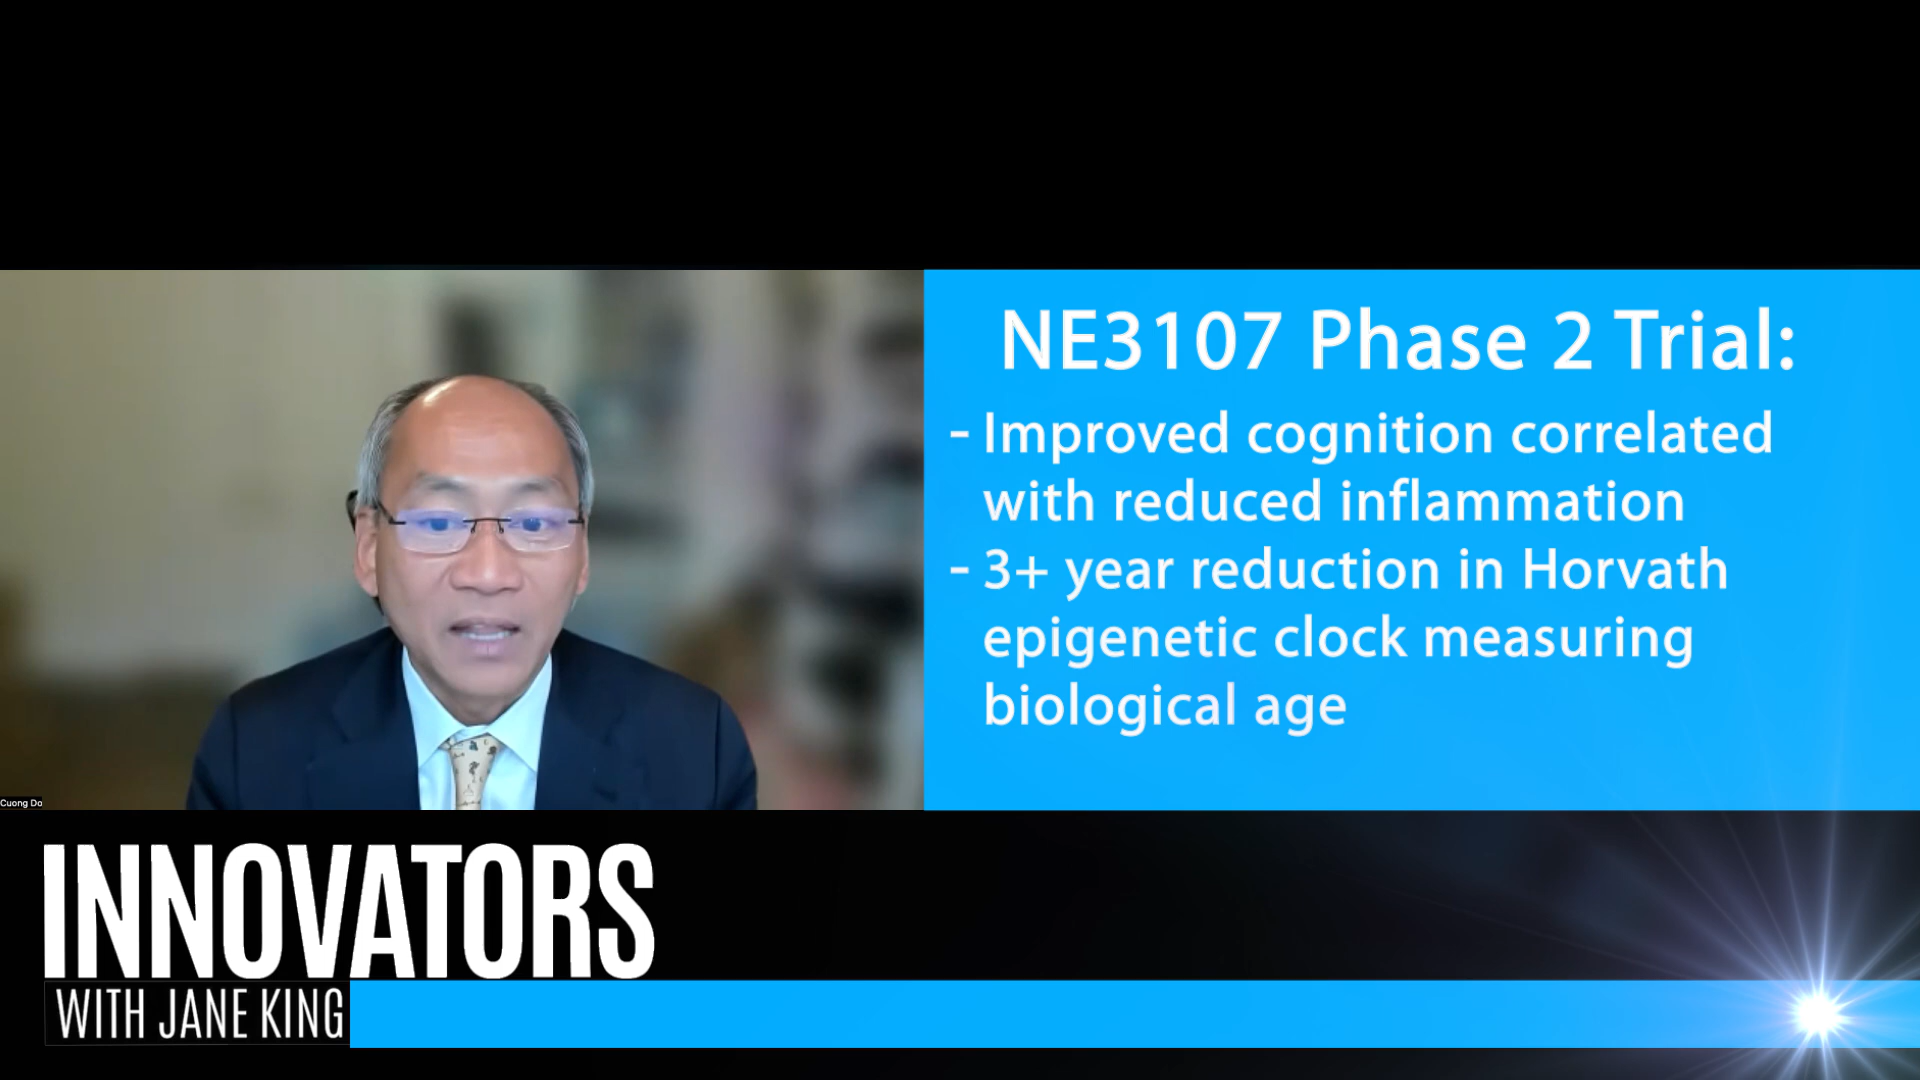 NE3107 Phase 2 Trial:
- Improved cognition correlated
with reduced inflammation
- 3+ year reduction in Horvath
epigenetic clock measuring
biological age
Cuong Do
INNOVATORS
WITH JANE KING